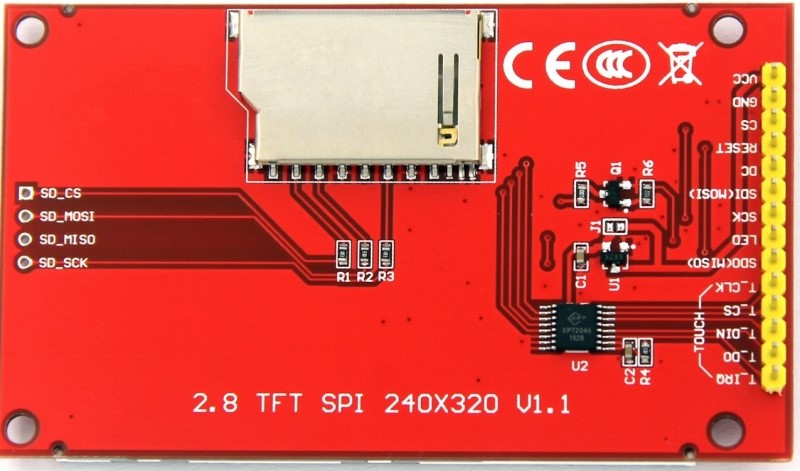 CE
CCC
VCC
GND
CS
RESET
DC
SDI(MOSI)
SCK
LED
SDO(MISO)
T_CLK
T_CS
T_DIN
T_DO
T_IRQ
TOUCH
SD_CS
SD_MOSI
SD_MISO
SD_SCK
R1 R2 R3
R5
Q1
R6
J1
C1
U1
XPT2046
U2
C2
R4
2.8 TFT SPI 240X320 V1.1